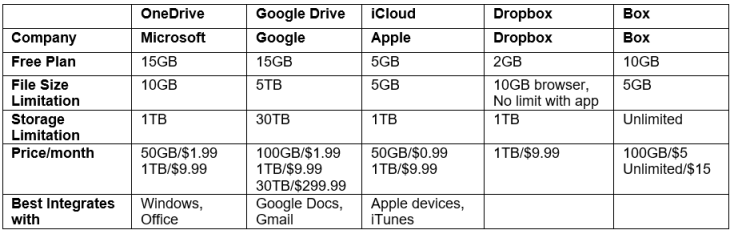 OneDrive Google Drive iCloud Dropbox Box
Company Microsoft Google Apple Dropbox Box
Free Plan 15GB 15GB 5GB 2GB 10GB
File Size 10GB 5TB 5GB 10GB browser, 5GB
Limitation No limit with app
Storage 1TB 30TB 1TB 1TB Unlimited
Limitation
Price/month 50GB/$1.99 100GB/$1.99 50GB/$0.99 1TB/$9.99 100GB/$5
1TB/$9.99 1TB/$9.99 1TB/$9.99 Unlimited/$15
30TB/$299.99
Best Integrates Windows, Google Docs, Apple devices,
with Office Gmail iTunes